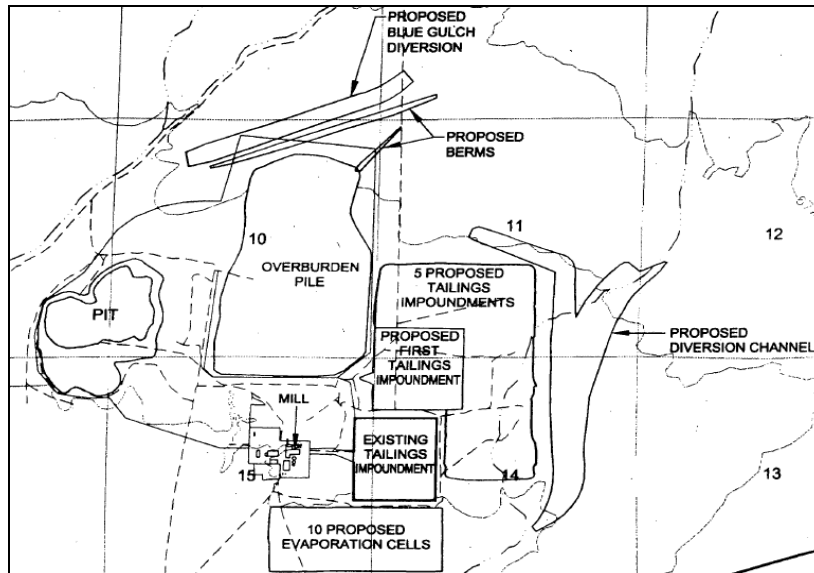 PROPOSED
BLUE GULCH
DIVERSION
PROPOSED
BERMS
10
OVERBURDEN
PILE
11
12
5 PROPOSED
TAILINGS
IMPOUNDMENTS
PIT
PROPOSED
FIRST
TAILINGS
IMPOUNDMENT
PROPOSED
DIVERSION CHANNEL
MILL
EXISTING
TAILINGS
IMPOUNDMENT
15
14
13
10 PROPOSED
EVAPORATION CELLS